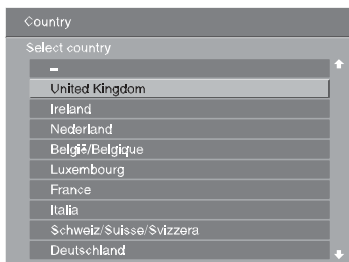 Country
Select country
–
United Kingdom
Ireland
Nederland
België/Belgique
Luxembourg
France
Italia
Schweiz/Suisse/Svizzera
Deutschland